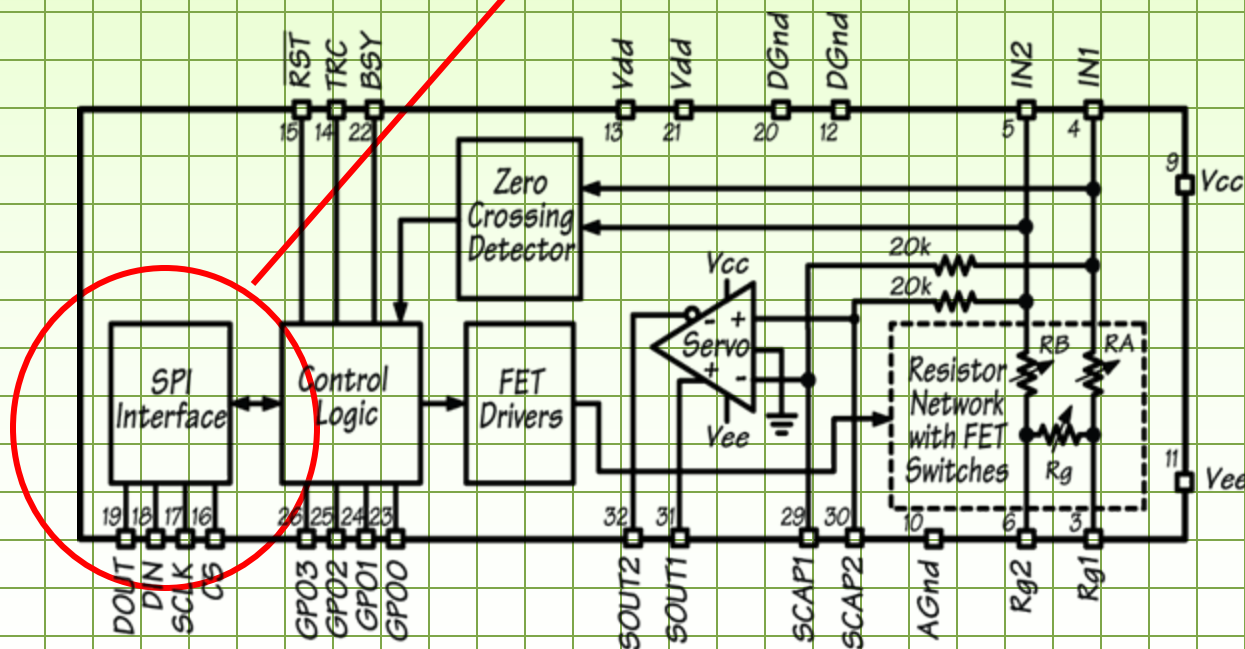 RST TRC BSY Vdd Vdd DGnd DGnd IN2 IN1
15 14 22 13 21 20 12 5 4
9 Vcc
Zero
Crossing
Detector
20k
20k
Vcc
- +
Servo
+ -
Vee
SPI
Interface
Control
Logic
FET
Drivers
RB RA
Resistor
Network
with FET
Switches
Rg
11 Vee
19 18 17 16 26 25 24 23 32 31 29 30 10 6 3
DOUT DIN SCLK CS GPO3 GPO2 GPO1 GPO0 SOUT2 SOUT1 SCAP1 SCAP2 AGnd Rg2 Rg1